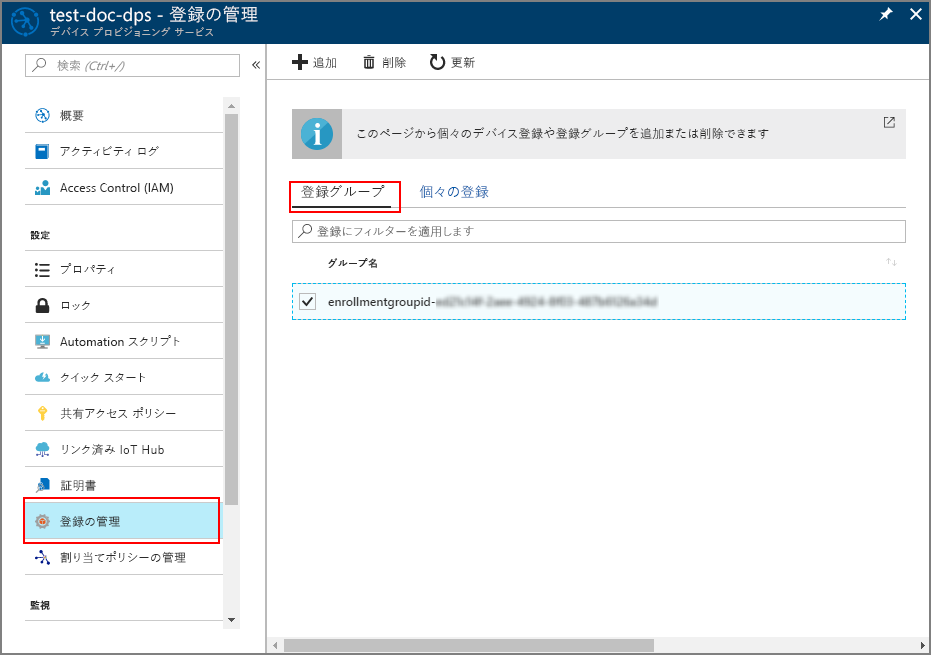 test-doc-dps - 登録の管理
デバイス プロビジョニング サービス
検索 (Ctrl+/)
概要
アクティビティ ログ
Access Control (IAM)
設定
プロパティ
ロック
Automation スクリプト
クイック スタート
共有アクセス ポリシー
リンク済み IoT Hub
証明書
登録の管理
割り当てポリシーの管理
監視
追加 削除 更新
このページから個々のデバイス登録や登録グループを追加または削除できます
登録グループ 個々の登録
登録にフィルターを適用します
グループ名
enrollmentgroupid-